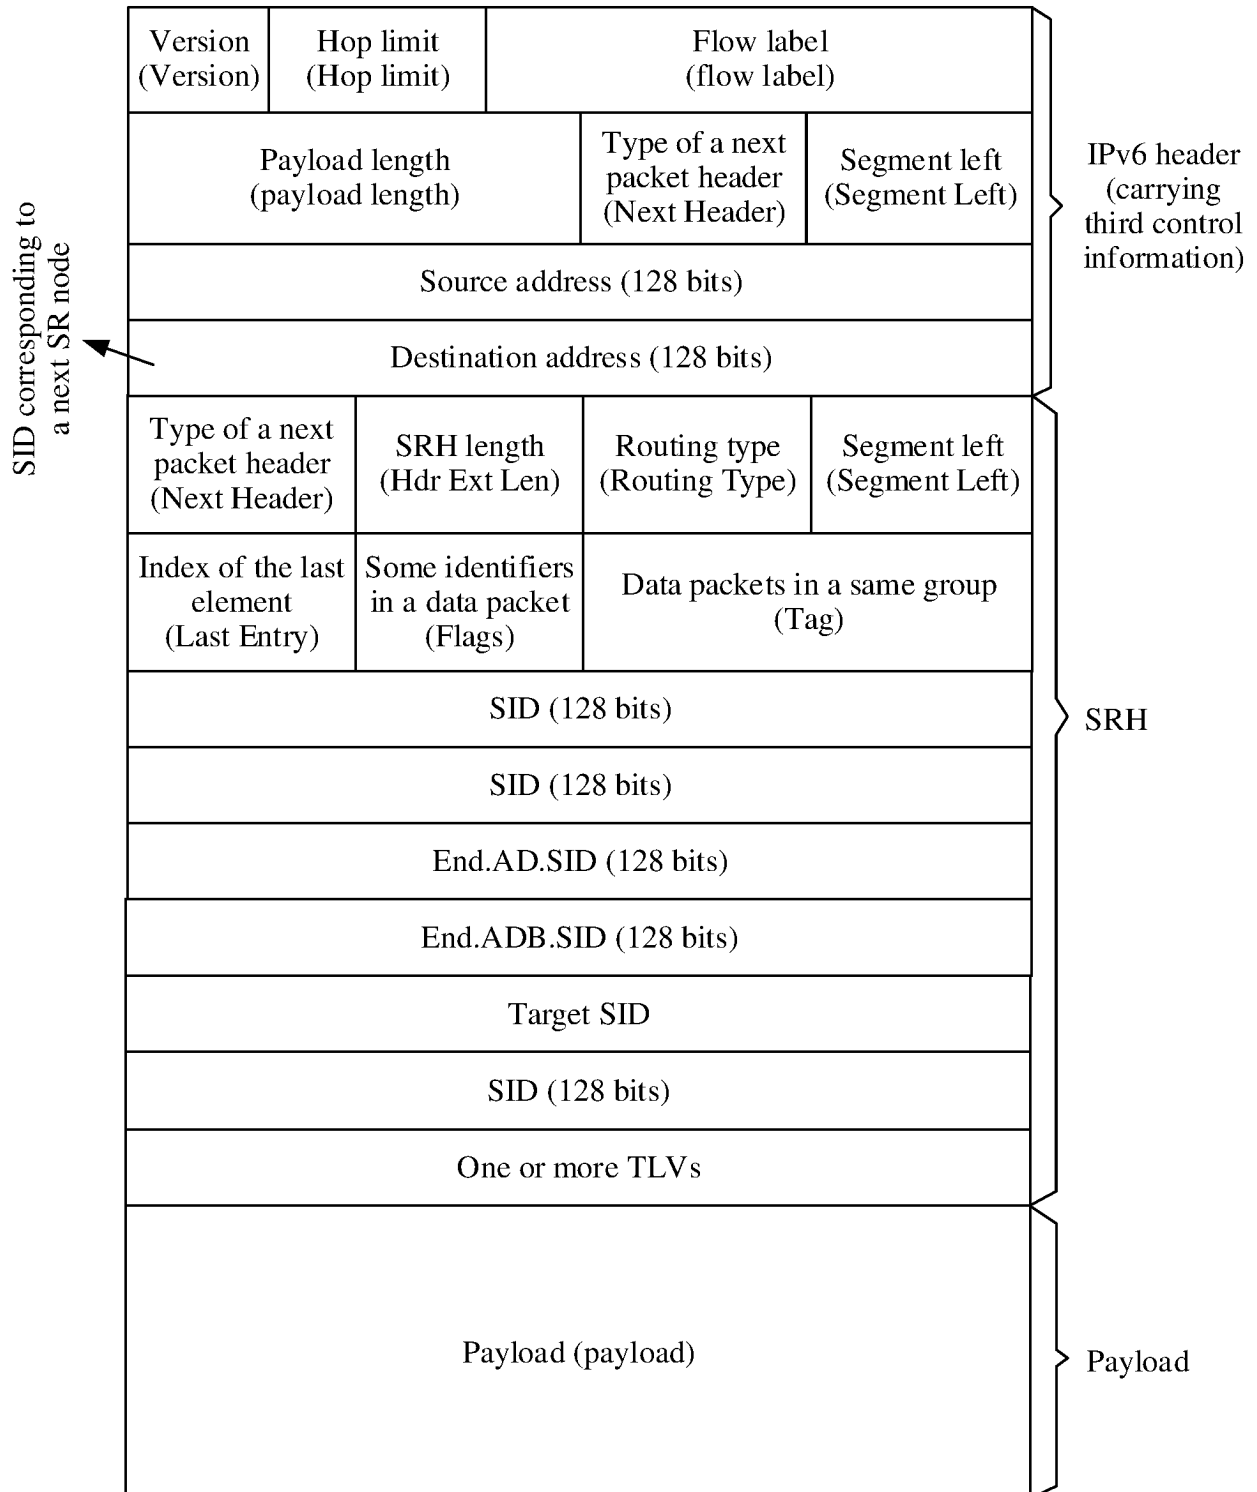 Version
(Version)
Hop limit
(Hop limit)
Flow label
(flow label)
Payload length
(payload length)
Type of a next
packet header
(Next Header)
Segment left
(Segment Left)
IPv6 header
(carrying
third control
information)
Source address (128 bits)
SID corresponding to
a next SR node
Destination address (128 bits)
Type of a next
packet header
(Next Header)
SRH length
(Hdr Ext Len)
Routing type
(Routing Type)
Segment left
(Segment Left)
Index of the last
element
(Last Entry)
Some identifiers
in a data packet
(Flags)
Data packets in a same group
(Tag)
SID (128 bits)
SRH
SID (128 bits)
End.AD.SID (128 bits)
End.ADB.SID (128 bits)
Target SID
SID (128 bits)
One or more TLVs
Payload (payload)
Payload